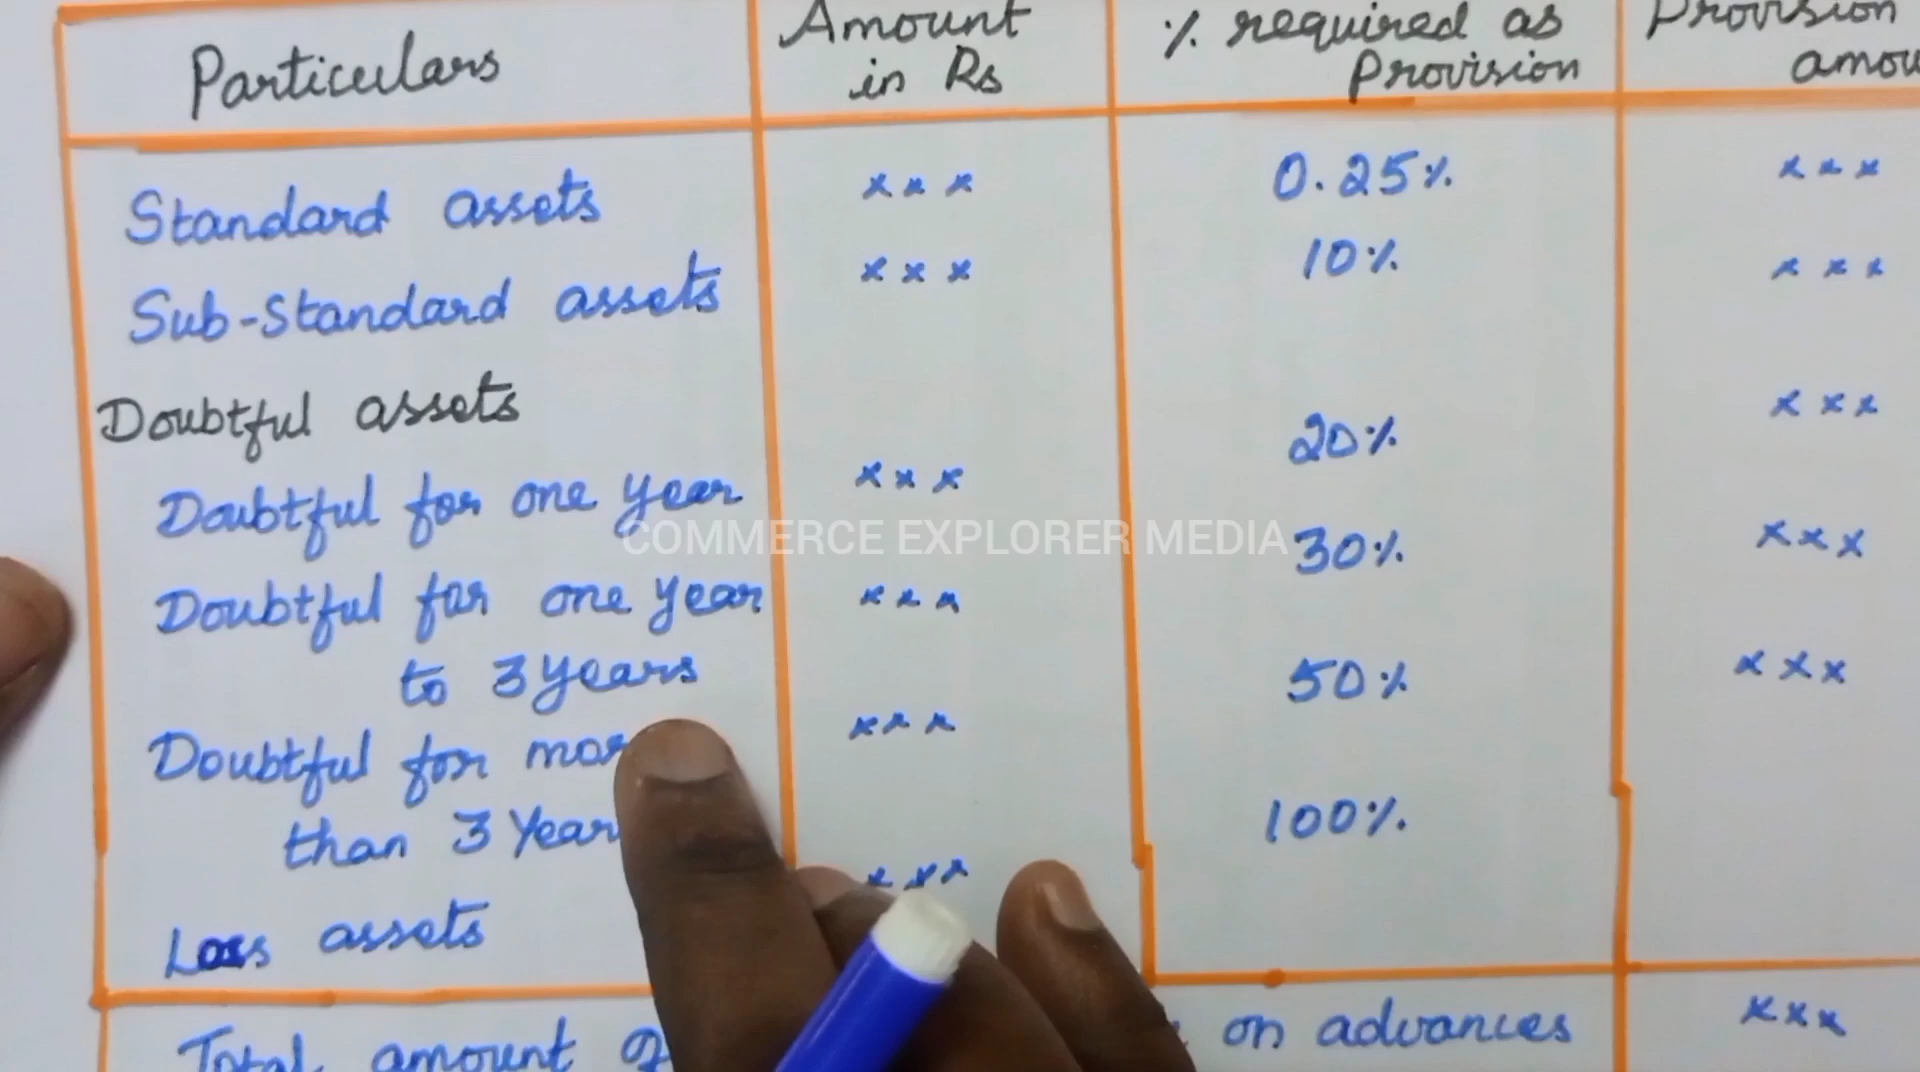 Particulars
Amount
in Rs
% required as
Provision
Provision
Standard assets xxx 0.25% xxx
Sub-Standard assets xxx 10% xxx
Doubtful assets
Doubtful for one year xxx 20% xxx
Doubtful for one year xxx 30% xxx
to 3 years
Doubtful for xxx 50% xxx
than 3
Loss assets xxx 100%
Total amount on advances xxx
COMMERCE EXPLORER MEDIA